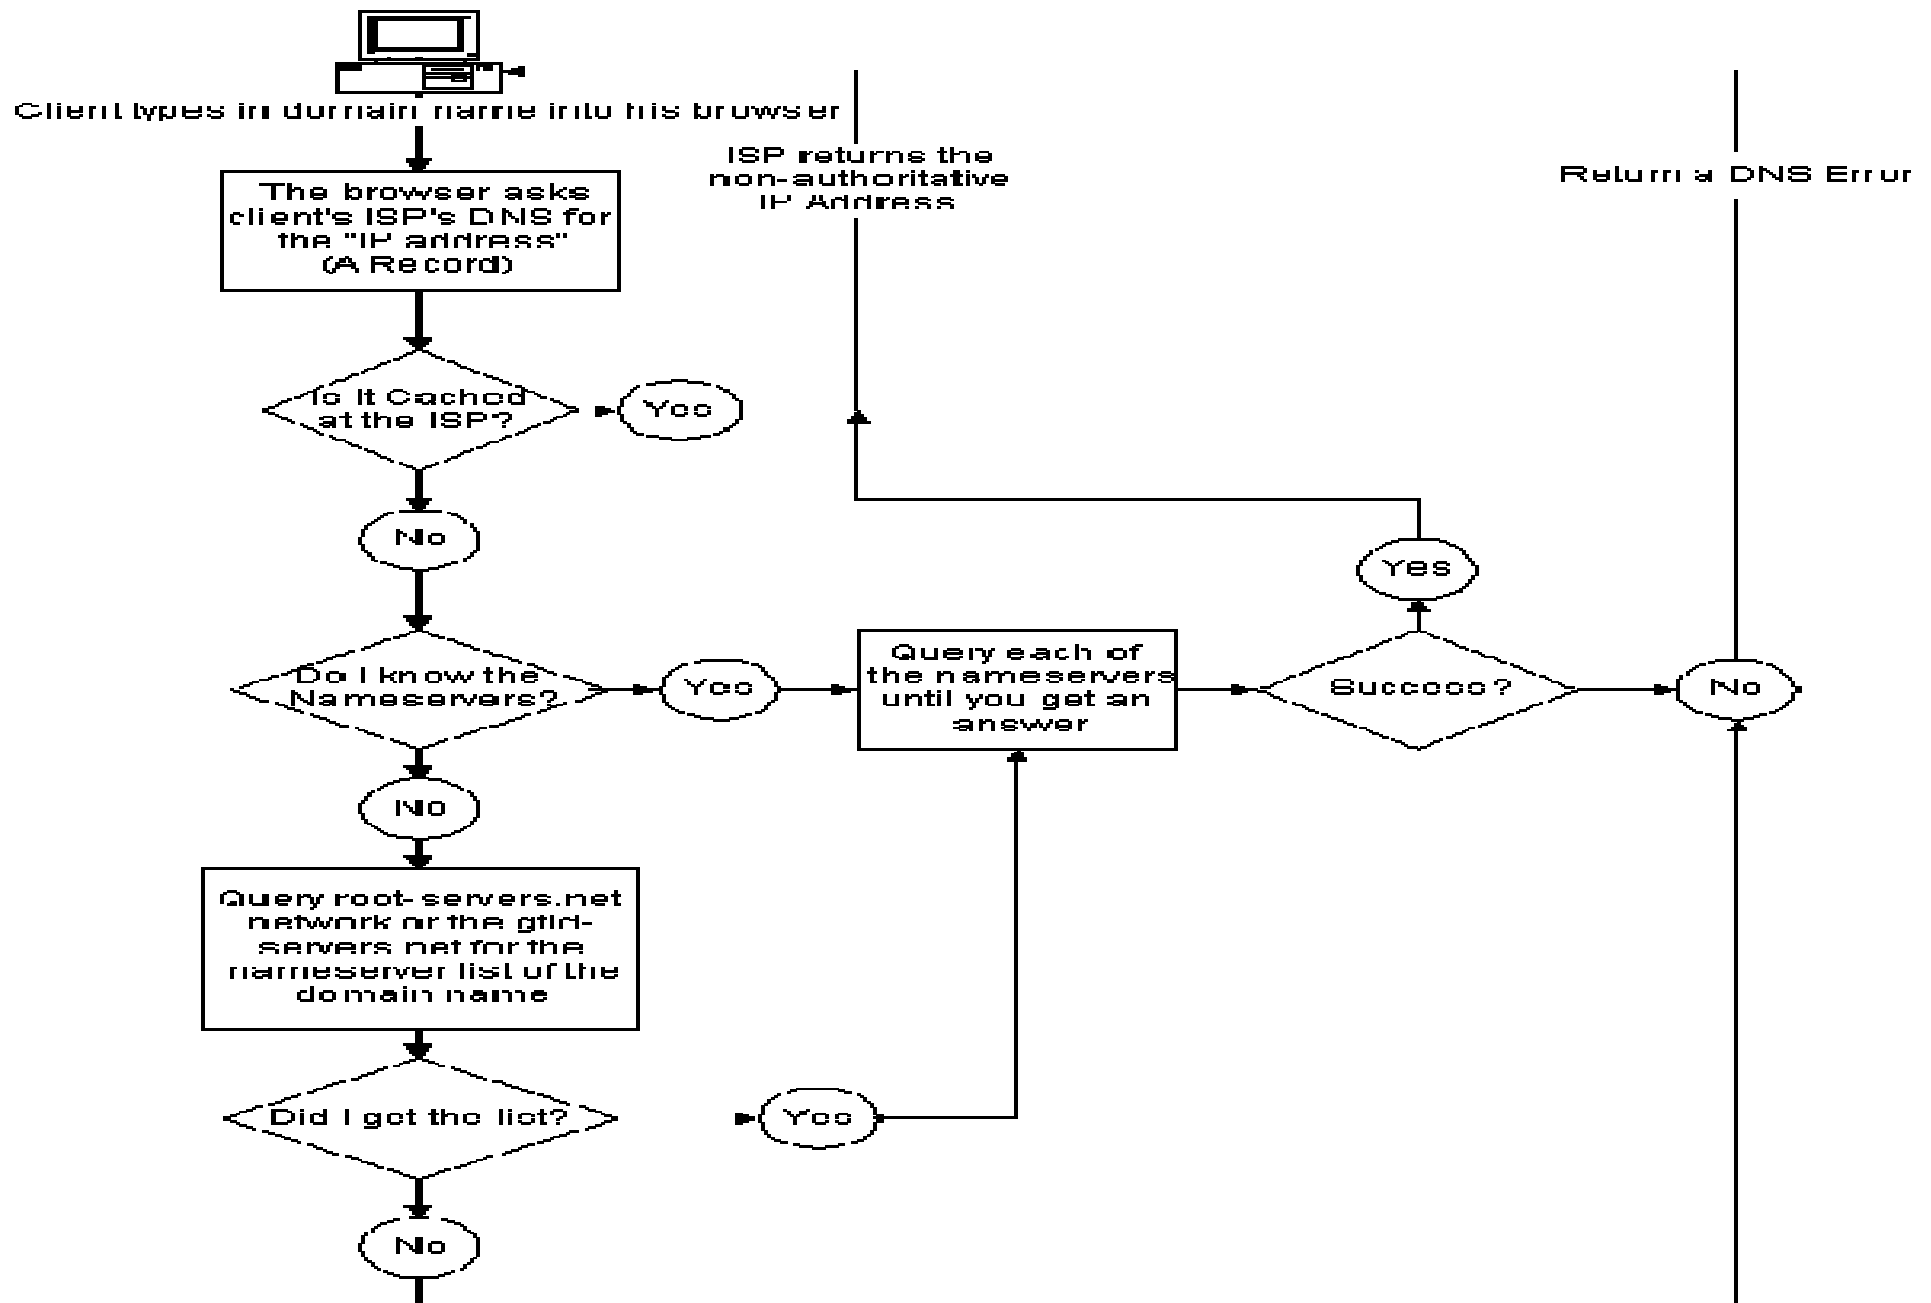 Client types in domain name into his browser
The browser asks
client's ISP's DNS for
the "IP address"
(A Record)
Is It Cached
at the ISP?
Yes
No
Do I know the
Nameservers?
Yes
No
Query root-servers.net
network or the gtld-
servers.net for the
nameserver list of the
domain name
Did I get the list?
Yes
No
ISP returns the
non-authoritative
IP Address
Query each of
the nameservers
until you get an
answer
Success?
Yes
No
Return a DNS Error